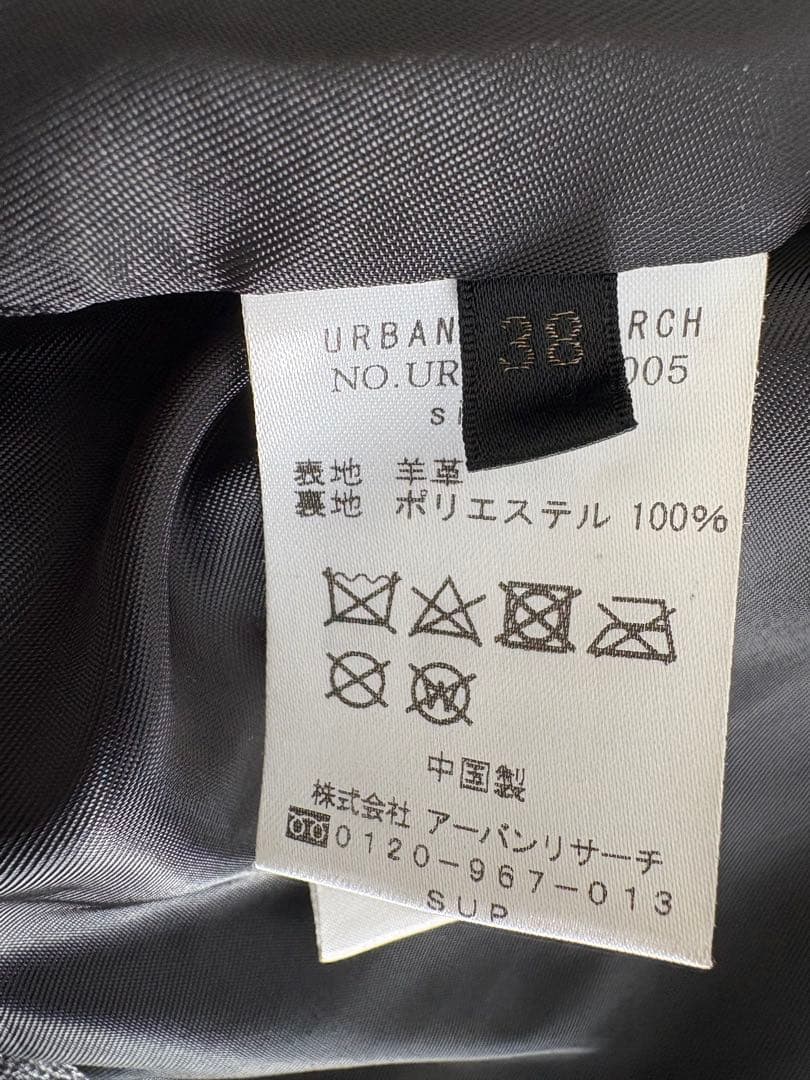 38
URBAN RCH
NO.UR 005
表地 羊革
裏地 ポリエステル 100%
W
中国製
株式会社 アーバンリサーチ
0120-967-013
SUP